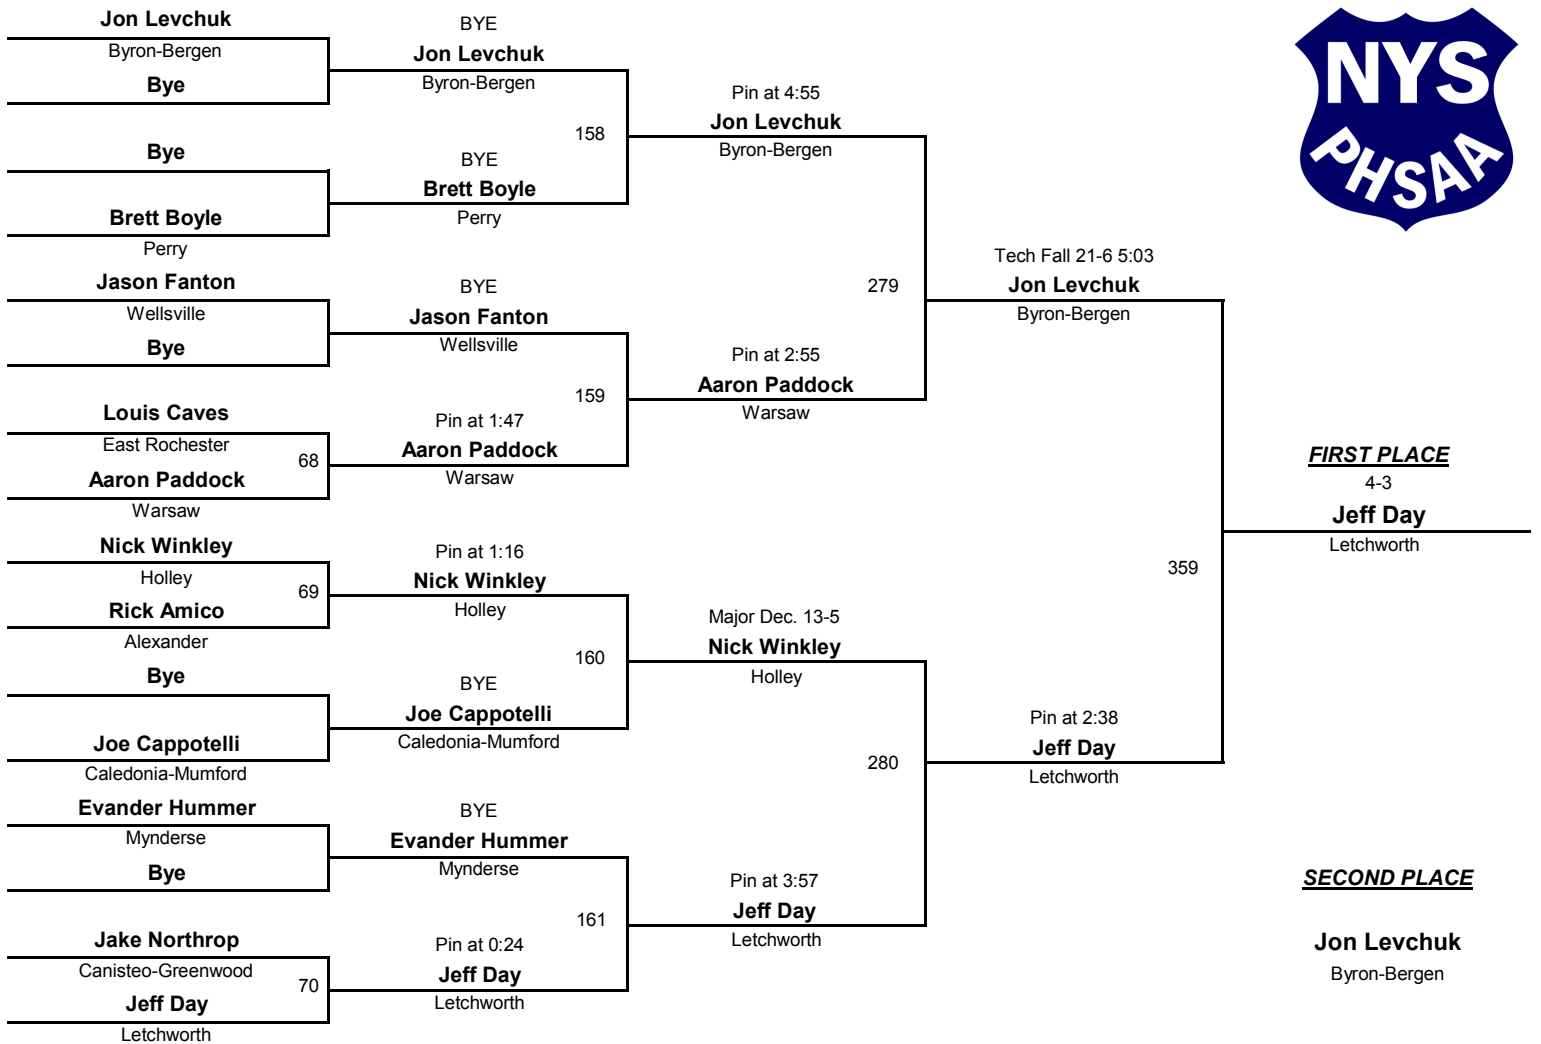 Jon Levchuk
Byron-Bergen
Bye
Bye
Brett Boyle
Perry
Jason Fanton
Wellsville
Bye
Louis Caves
East Rochester
68
Aaron Paddock
Warsaw
Nick Winkley
Holley
69
Rick Amico
Alexander
Bye
Joe Cappotelli
Caledonia-Mumford
Evander Hummer
Mynderse
Bye
Jake Northrop
Canisteo-Greenwood
70
Jeff Day
Letchworth
BYE
Jon Levchuk
Byron-Bergen
158
BYE
Brett Boyle
Perry
BYE
Jason Fanton
Wellsville
159
Pin at 1:47
Aaron Paddock
Warsaw
Pin at 1:16
Nick Winkley
Holley
160
BYE
Joe Cappotelli
Caledonia-Mumford
BYE
Evander Hummer
Mynderse
161
Pin at 0:24
Jeff Day
Letchworth
Pin at 4:55
Jon Levchuk
Byron-Bergen
279
Pin at 2:55
Aaron Paddock
Warsaw
Major Dec. 13-5
Nick Winkley
Holley
280
Pin at 3:57
Jeff Day
Letchworth
Tech Fall 21-6 5:03
Jon Levchuk
Byron-Bergen
359
Pin at 2:38
Jeff Day
Letchworth
NYS
PHSAA
FIRST PLACE
4-3
Jeff Day
Letchworth
SECOND PLACE
Jon Levchuk
Byron-Bergen